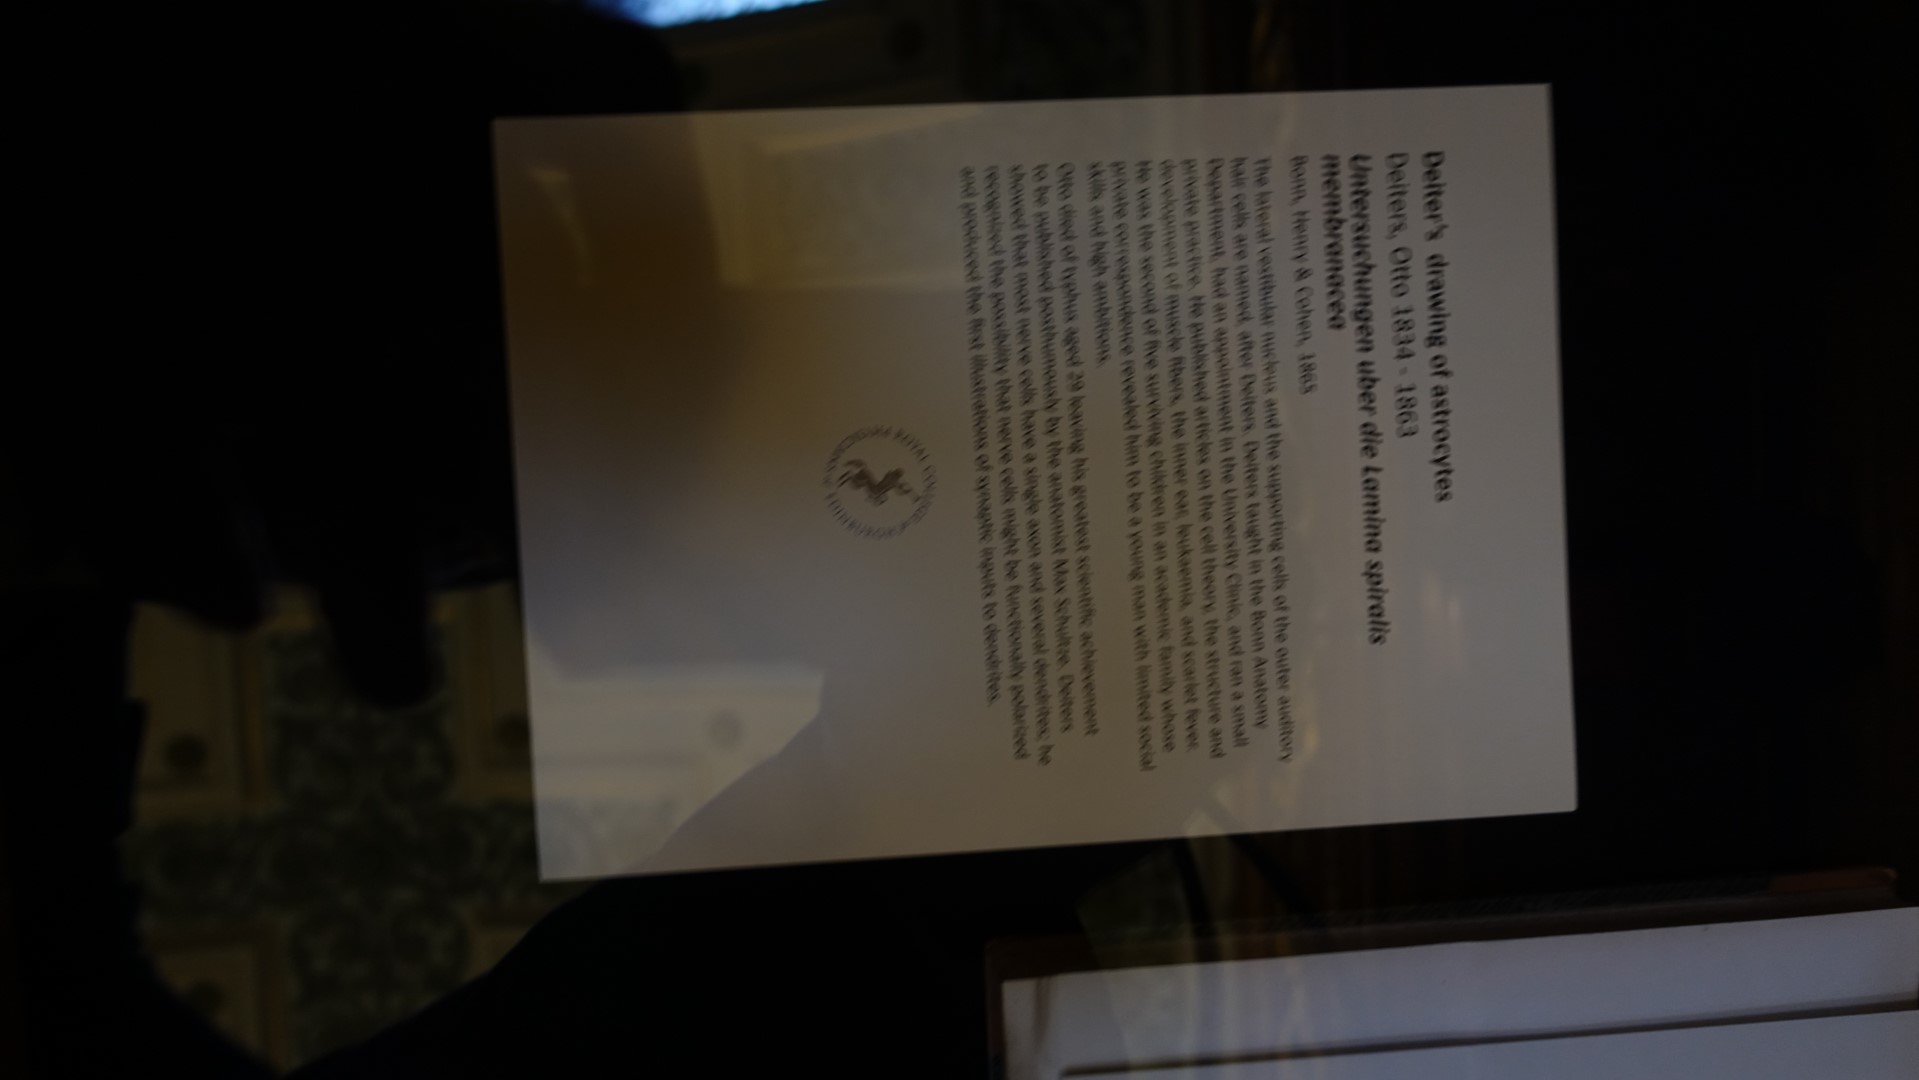 Deiter's drawing of astrocytes
Deiters, Otto 1834 - 1863
Untersuchungen uber die Lamina spiralis
membranacea
Bonn, Henry & Cohen, 1865
The lateral vestibular nucleus and the supporting cells of the outer auditory
hair cells are named, after Deiters. Deiters taught in the Bonn Anatomy
Department, had an appointment in the University Clinic, and ran a small
private practice. He published articles on the cell theory, the structure and
development of muscle fibers, the inner ear, leukaemia, and scarlet fever.
He was the second of five surviving children in an academic family whose
private correspondence revealed him to be a young man with limited social
skills and high ambitions.
Otto died of typhus aged 29 leaving his greatest scientific achievement
to be published posthumously by the anatomist Max Schultze. Deiters
showed that most nerve cells have a single axon and several dendrites; he
recognised the possibility that nerve cells might be functionally polarized
and produced the first illustrations of synaptic inputs to dendrites.
ROYAL EDINBURGH